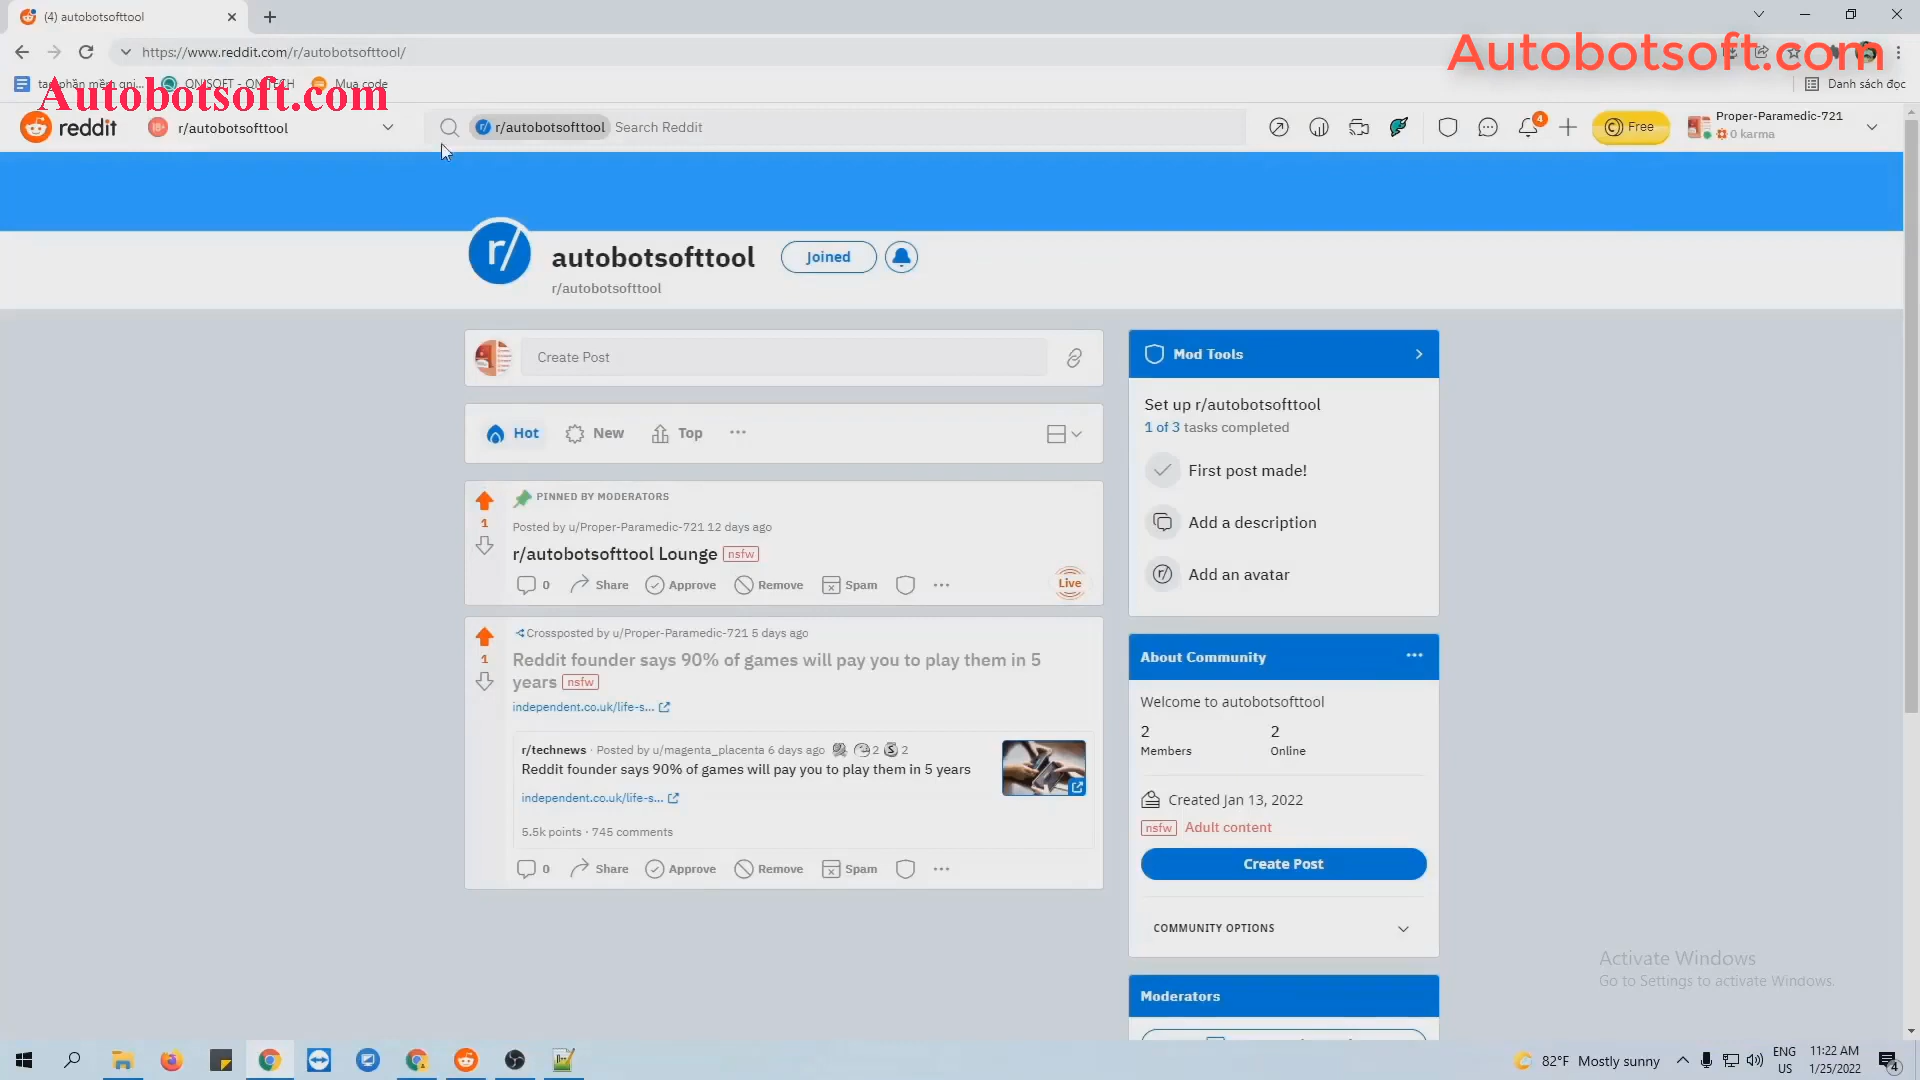 (4) autobotsofttool
https://www.reddit.com/r/autobotsofttool/
Autobotsoft.com
Mua code
Danh sách đọc
Autobotsoft.com
reddit
r/autobotsofttool
r/autobotsofttool
Search Reddit
4
Free
Proper-Paramedic-721
0 karma
r/
autobotsofttool
Joined
r/autobotsofttool
Create Post
Hot
New
Top
PINNED BY MODERATORS
1
Posted by u/Proper-Paramedic-721 12 days ago
r/autobotsofttool Lounge nsfw
0 Share Approve Remove Spam
Live
Crossposted by u/Proper-Paramedic-721 5 days ago
1
Reddit founder says 90% of games will pay you to play them in 5
years nsfw
independent.co.uk/life-s...
r/technews · Posted by u/magenta_placenta 6 days ago 2 2
Reddit founder says 90% of games will pay you to play them in 5 years
independent.co.uk/life-s...
5.5k points · 745 comments
0 Share Approve Remove Spam
Mod Tools
Set up r/autobotsofttool
1 of 3 tasks completed
First post made!
Add a description
Add an avatar
About Community
Welcome to autobotsofttool
2 2
Members Online
Created Jan 13, 2022
nsfw Adult content
Create Post
COMMUNITY OPTIONS
Moderators
Activate Windows
Go to Settings to activate Windows.
82°F Mostly sunny
ENG
US
11:22 AM
1/25/2022
4